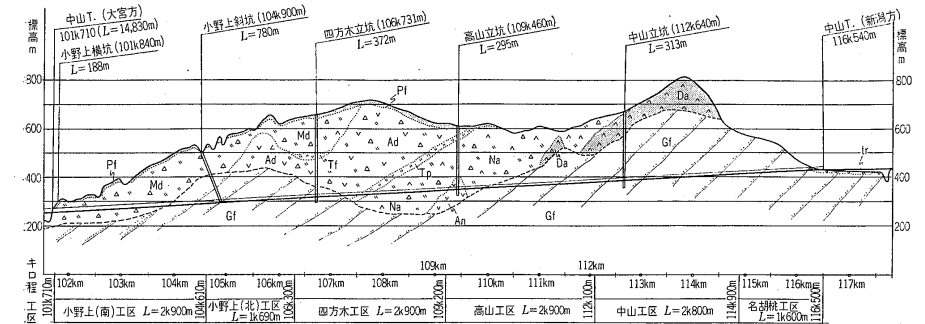 中山T.(大宮方)
101k710(L=14,830m)
小野上横坑(101k840m)
L=188m
小野上斜坑(104k900m)
L=780m
四方木立坑(106k731m)
L=372m
高山立坑(109k460m)
L=295m
中山立坑(112k640m)
L=313m
中山T.(新潟方)
116k540m
標高m
標高m
800
800
600
600
400
400
200
200
Pf
Da
Md
Ad
Gf
Pf
Ad
Tf
Na
Da
tr
Md
Tp
Gf
Na
An
Gf
キロ程
102km
103km
104km
105km
106km
107km
108km
109km
110km
111km
112km
113km
114km
115km
116km
117km
工区
101k710m
小野上(南)工区 L=2k900m
104k610m
小野上(北)工区
L=1k690m
106k300m
四方木工区 L=2k900m
109k200m
高山工区 L=2k900m
112k100m
中山工区 L=2k800m
114k900m
名胡桃工区
L=1k600m
116k500m